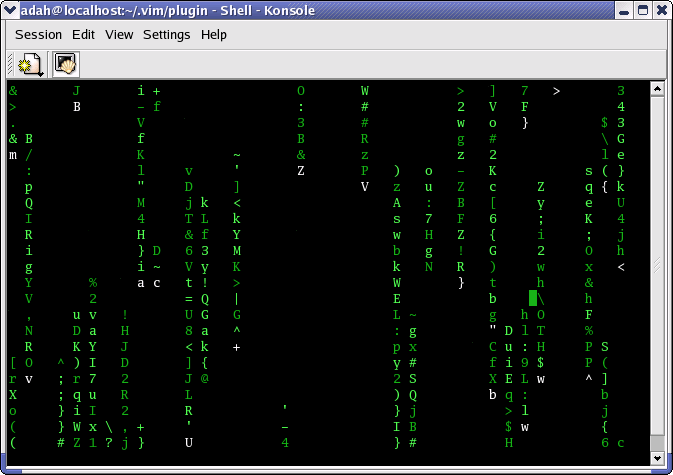 adah@localhost:~/.vim/plugin - Shell - Konsole
Session Edit View Settings Help
& J i + O W > ] 7 > 3
> B - f : # 2 V F 4
. V 3 # w o } $ 3
& B f B R g # \ G
m / K ~ & z z 2 l e
: l v ' Z P ) o - K s ( }
p " D ] V z u Z c Z q { k
Q M j k < A : B [ y e U
I 4 T L k s 7 F 6 ; K 4
R H & f Y w H Z { i ; j
i } D 6 3 M b g ! G 2 O h
g i ~ V y K k N R ) w x <
Y % a c t ! > W } t h &
V 2 = Q | E b \ h
, u v ! U G G L ~ g h O F
N D a H 8 a ^ : g " D l T %
R K Y J < k + p x C u : H P S
[ O ^ ) I D ] { y # f i 9 $ P (
r v ; r 7 2 J @ 2 S X E L w ^ ]
X ; q u R L ) Q b q : b
o } i I 2 R ' } j > l j
( } W x \ , + ' - I B $ w {
( # Z 1 ? j } U 4 } # H 6 c